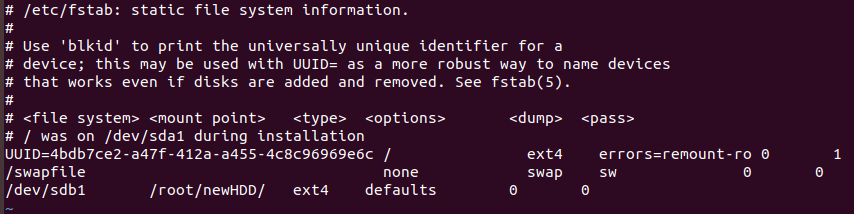 # /etc/fstab: static file system information.
#
# Use 'blkid' to print the universally unique identifier for a
# device; this may be used with UUID= as a more robust way to name devices
# that works even if disks are added and removed. See fstab(5).
#
# <file system> <mount point>   <type>  <options>       <dump>  <pass>
# / was on /dev/sda1 during installation
UUID=4bdb7ce2-a47f-412a-a455-4c8c96969e6c /               ext4    errors=remount-ro 0       1
/swapfile                                 none            swap    sw              0       0
/dev/sdb1       /root/newHDD/   ext4    defaults        0       0
~